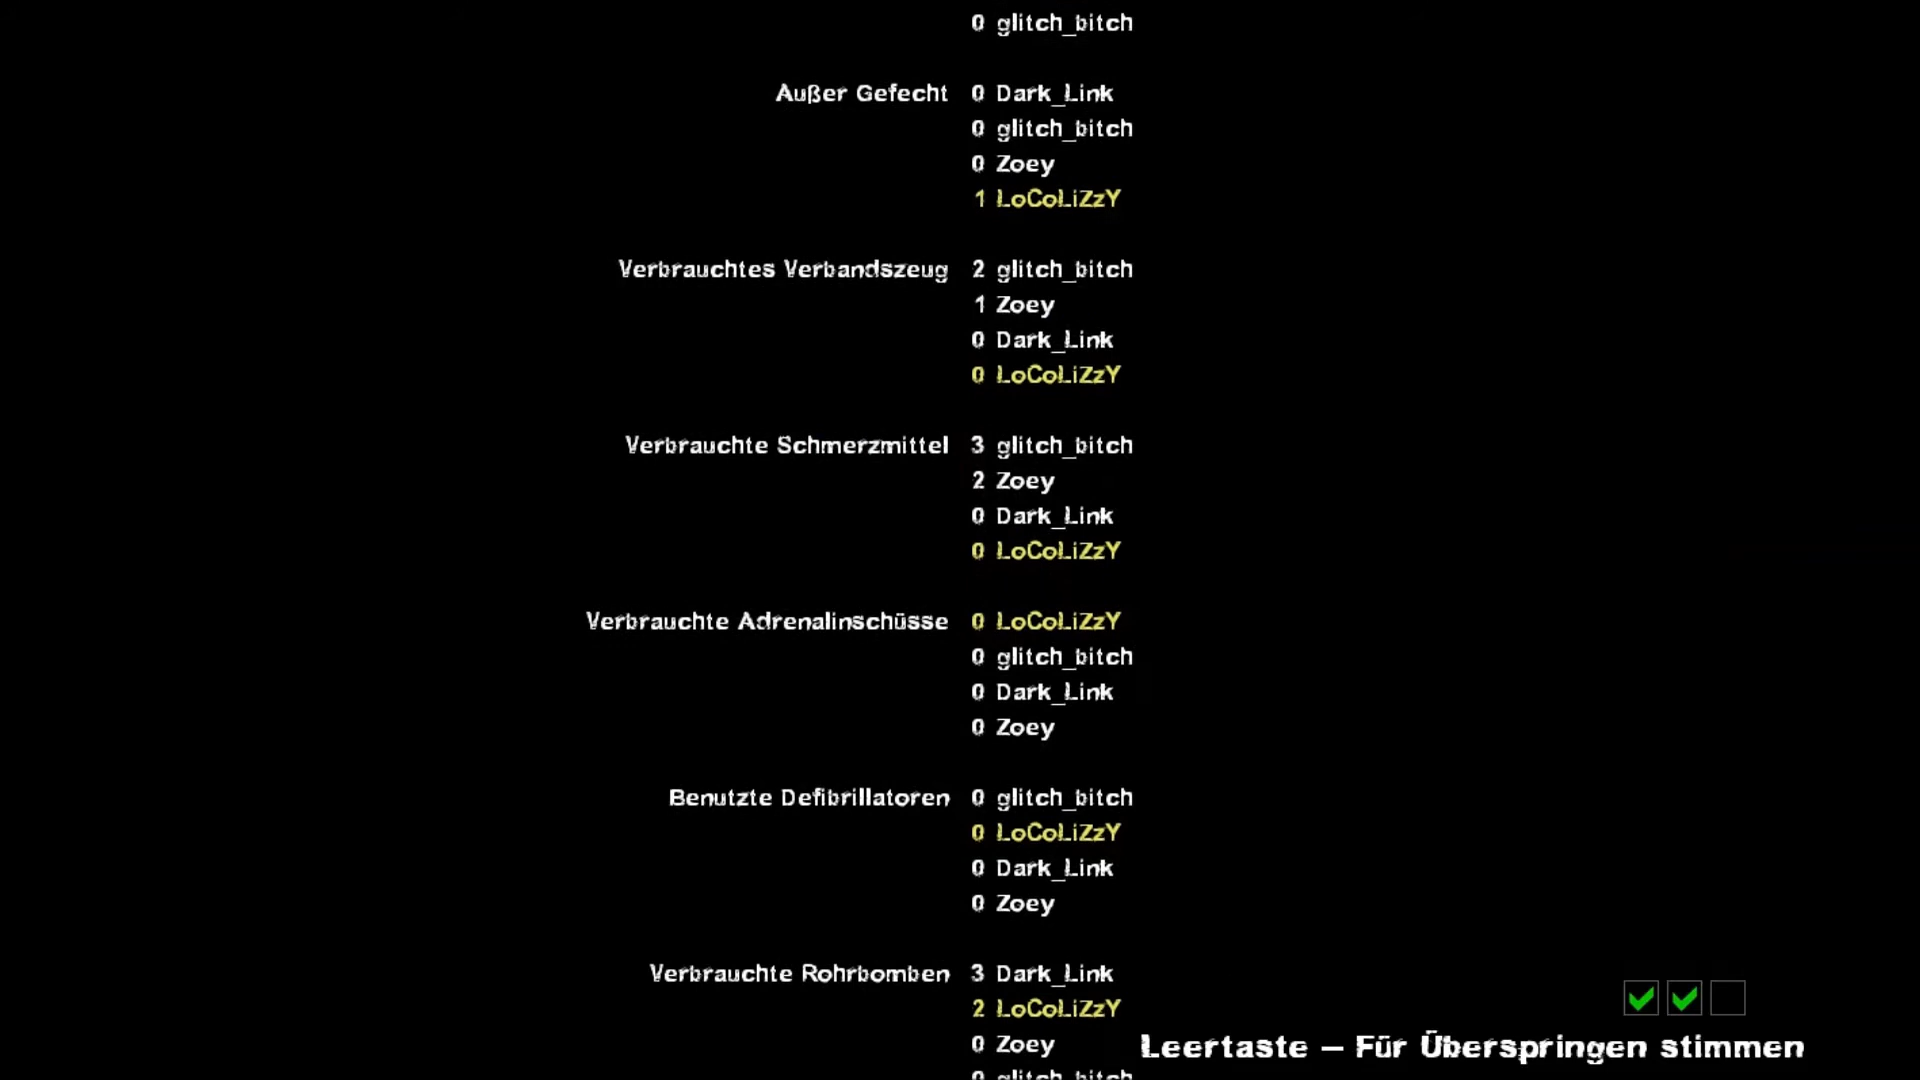 0 glitch_bitch
Außer Gefecht 0 Dark_Link
0 glitch_bitch
0 Zoey
1 LoCoLiZzY
Verbrauchtes Verbandszeug 2 glitch_bitch
1 Zoey
0 Dark_Link
0 LoCoLiZzY
Verbrauchte Schmerzmittel 3 glitch_bitch
2 Zoey
0 Dark_Link
0 LoCoLiZzY
Verbrauchte Adrenalinschüsse 0 LoCoLiZzY
0 glitch_bitch
0 Dark_Link
0 Zoey
Benutzte Defibrillatoren 0 glitch_bitch
0 LoCoLiZzY
0 Dark_Link
0 Zoey
Verbrauchte Rohrbomben 3 Dark_Link
2 LoCoLiZzY
0 Zoey
Leertaste – Für Überspringen stimmen
0 glitch_bitch